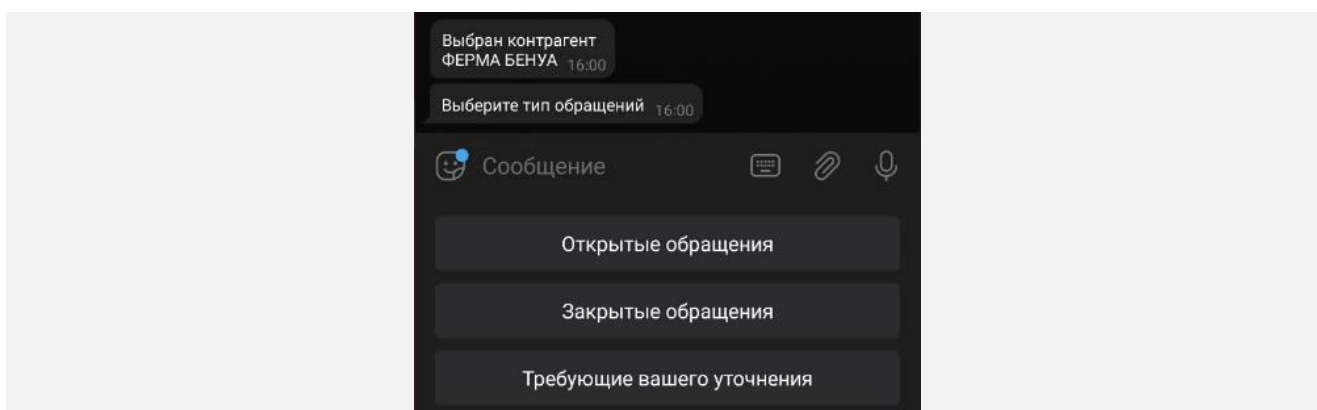 Выбран контрагент
ФЕРМА БЕНУА 16:00
Выберите тип обращений 16:00
Сообщение
Открытые обращения
Закрытые обращения
Требующие вашего уточнения